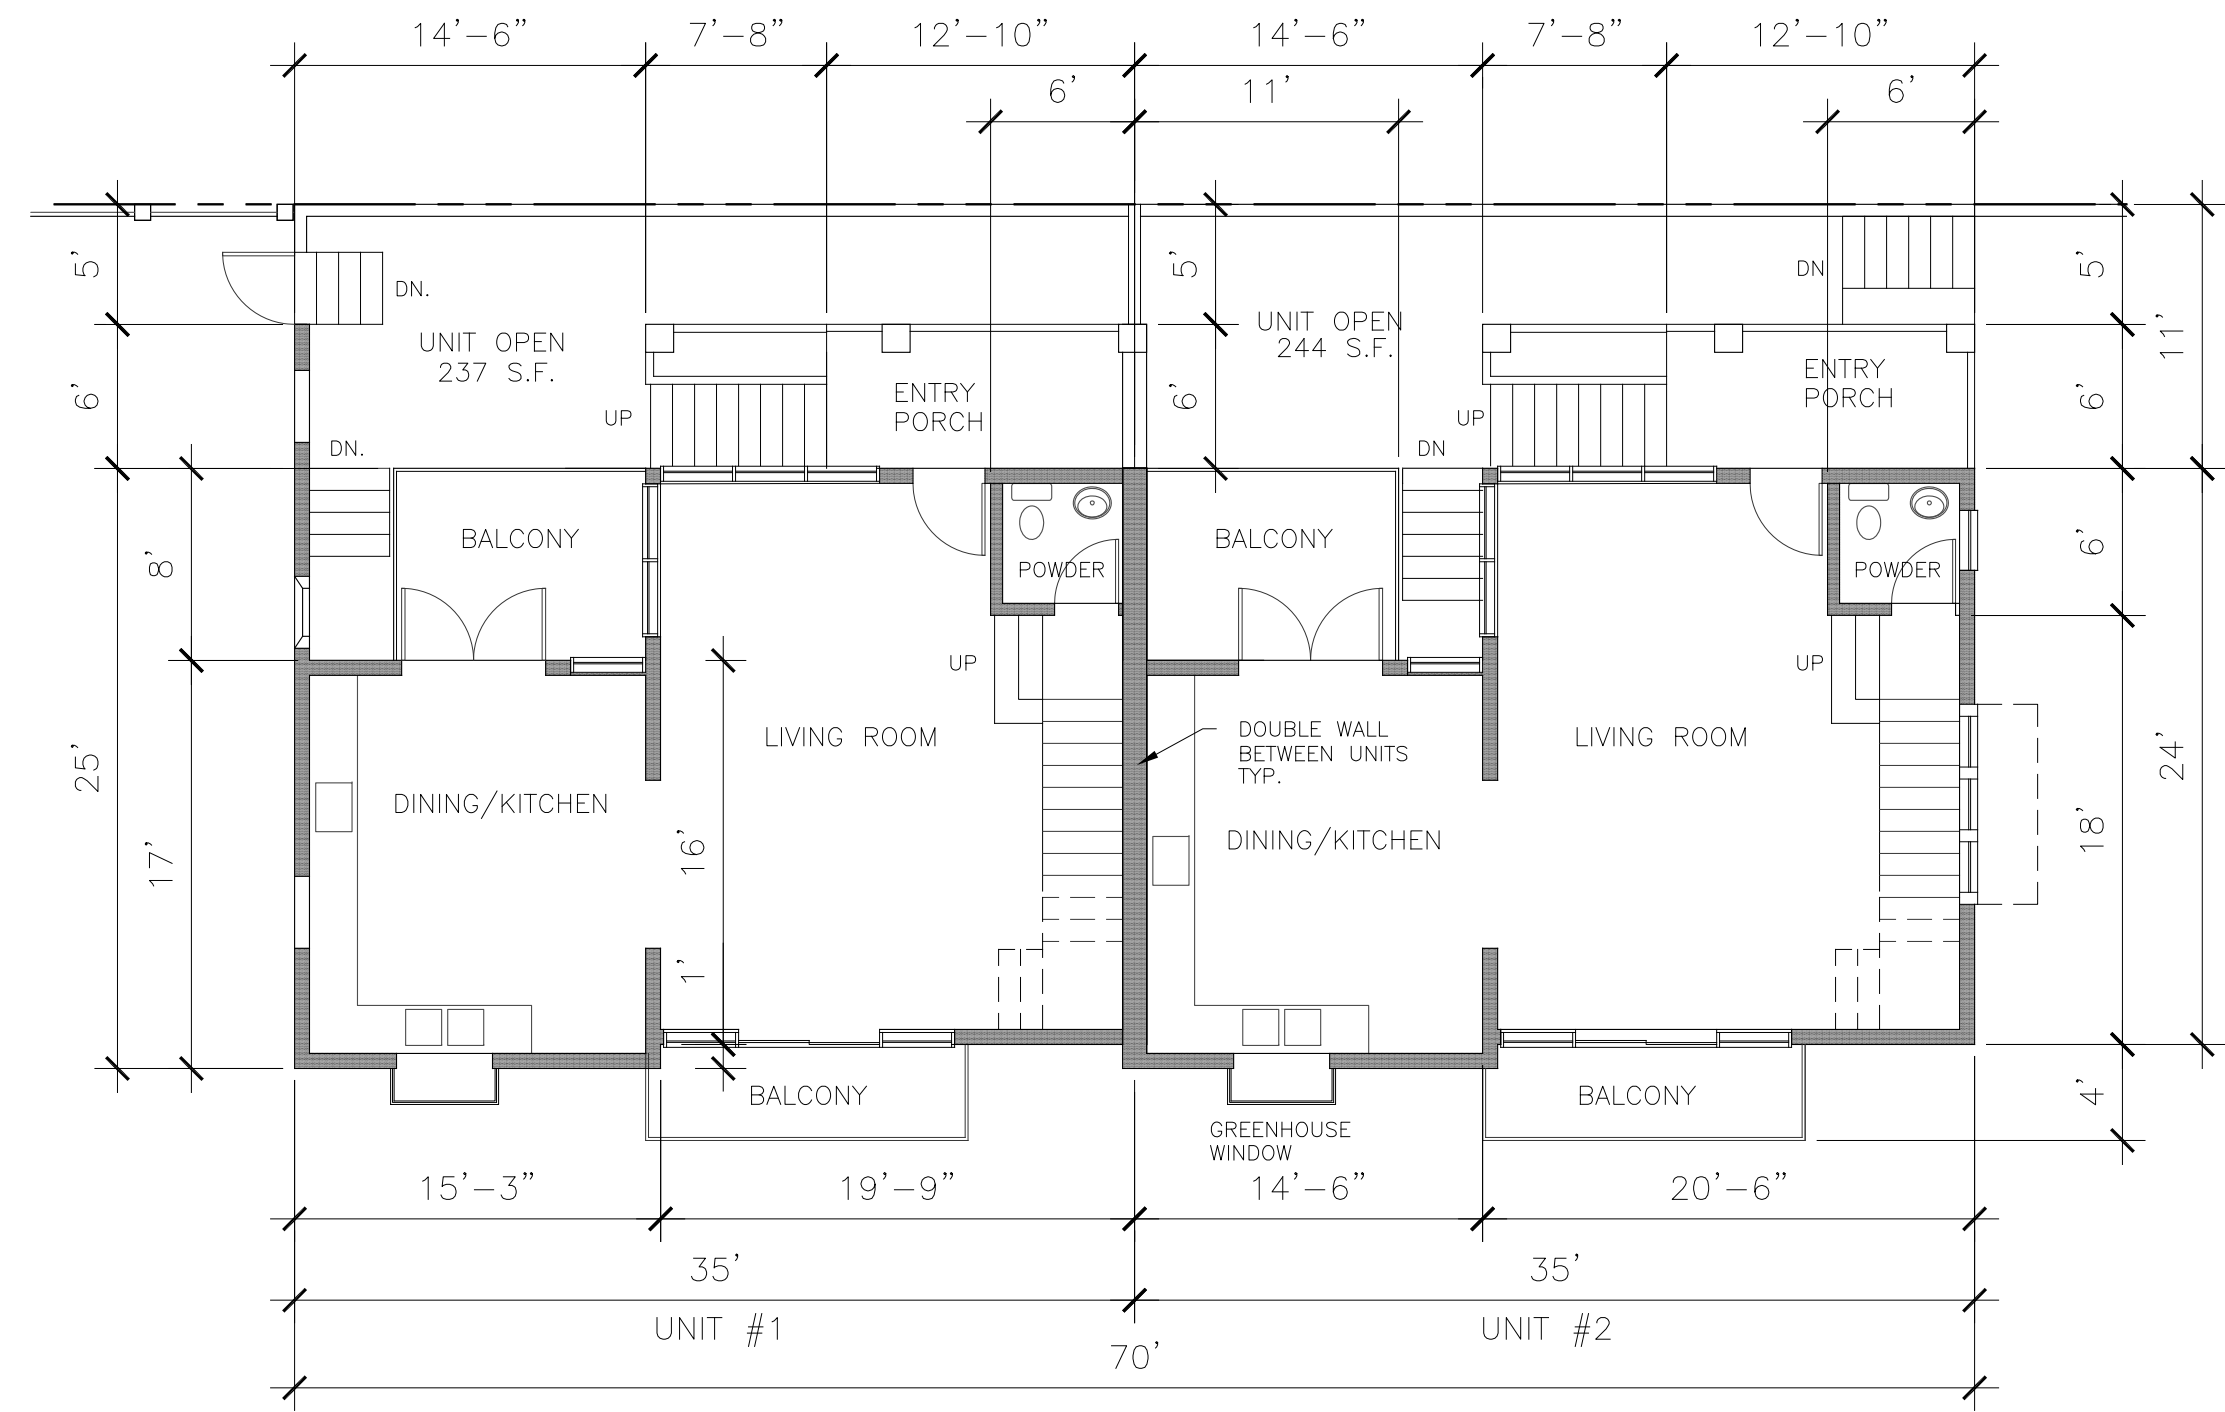 14'-6" 7'-8" 12'-10" 14'-6" 7'-8" 12'-10"
6' 11' 6'
5' DN. 5' DN 5'
UNIT OPEN
237 S.F.
UNIT OPEN
244 S.F.
11'
6' UP ENTRY
PORCH
6' UP ENTRY
PORCH
6'
DN. DN
8' BALCONY POWDER BALCONY POWDER 6'
UP UP
LIVING ROOM
DOUBLE WALL
BETWEEN UNITS
TYP.
LIVING ROOM
25' 24'
DINING/KITCHEN DINING/KITCHEN
17' 16' 18'
1'
BALCONY BALCONY 4'
GREENHOUSE
WINDOW
15'-3" 19'-9" 14'-6" 20'-6"
35' 35'
UNIT #1 UNIT #2
70'